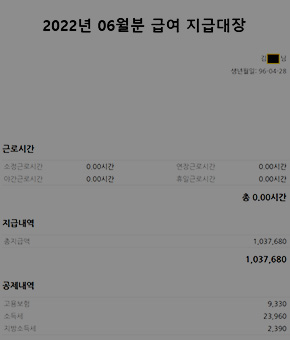 2022년 06월분 급여 지급대장
김 님
생년월일: 96-04-28
근로시간
소정근로시간 0.00시간 연장근로시간 0.00시간
야간근로시간 0.00시간 휴일근로시간 0.00시간
총 0.00시간
지급내역
총지급액 1,037,680
1,037,680
공제내역
고용보험 9,330
소득세 23,960
지방소득세 2,390